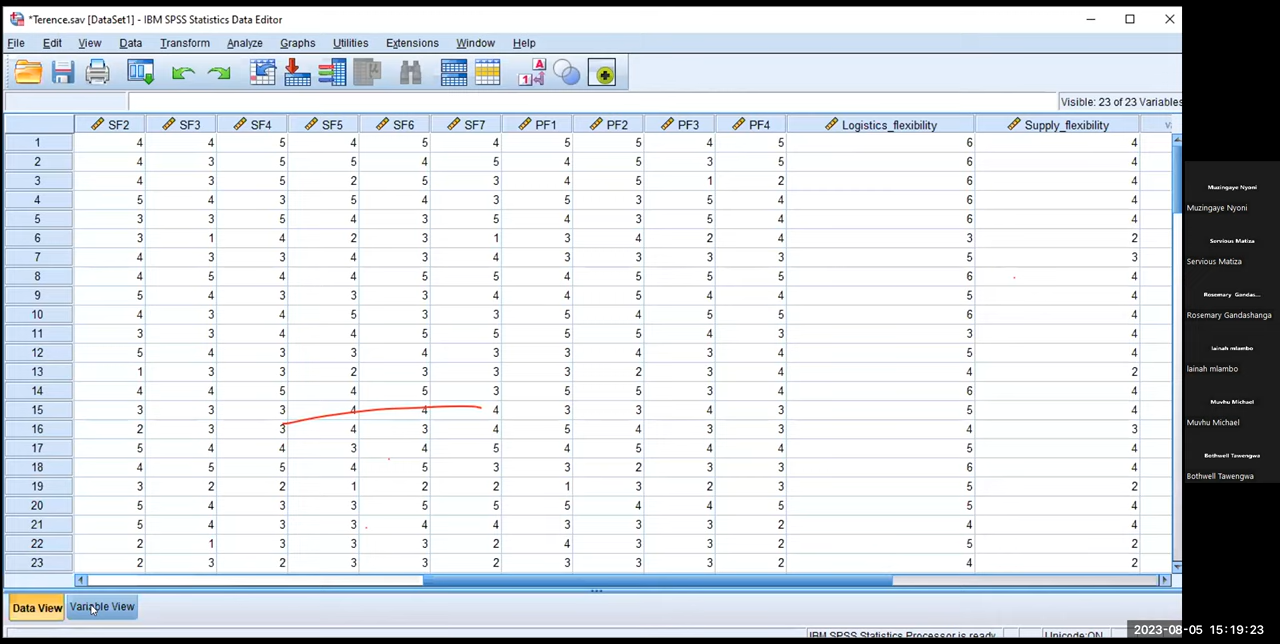 *Terence.sav [DataSet1] - IBM SPSS Statistics Data Editor
File Edit View Data Transform Analyze Graphs Utilities Extensions Window Help
Visible: 23 of 23 Variables
SF2 SF3 SF4 SF5 SF6 SF7 PF1 PF2 PF3 PF4 Logistics_flexibility Supply_flexibility
1 4 4 5 4 5 4 5 5 4 5 6 4
2 4 3 5 5 4 5 4 5 3 5 6 4
3 4 3 5 2 5 3 4 5 1 2 6 4
4 5 4 3 5 4 3 5 3 5 4 6 4
5 3 3 5 4 3 5 4 3 5 4 6 4
6 3 1 4 2 3 1 3 4 2 4 3 2
7 4 3 3 4 3 4 3 3 3 3 5 3
8 4 5 4 4 5 5 4 5 5 5 6 4
9 5 4 3 3 3 4 4 5 4 4 5 4
10 4 3 4 5 3 3 4 5 5 5 6 4
11 3 3 4 4 5 5 5 5 4 3 3 4
12 5 4 3 3 4 3 3 4 3 4 5 4
13 1 3 3 2 3 3 3 2 3 4 4 2
14 4 4 5 4 5 3 5 5 3 4 6 4
15 3 3 3 4 4 4 3 3 4 3 5 4
16 2 3 3 4 3 4 5 4 3 3 4 3
17 5 4 4 3 4 5 4 5 3 4 5 4
18 4 5 5 4 5 3 3 2 3 3 6 4
19 3 2 2 1 2 2 1 3 2 3 5 2
20 5 4 3 3 5 5 5 4 4 5 5 4
21 5 4 3 3 4 4 3 3 3 2 4 4
22 2 1 3 3 3 2 4 3 3 2 5 2
23 2 3 2 3 3 2 3 3 3 2 4 2
Data View Variable View
IBM SPSS Statistics Processor is ready
Unicode:ON
Muzingaye Nyoni
Muzingaye Nyoni
Servious Matiza
Servious Matiza
Rosemary Gandas...
Rosemary Gandashanga
lainah mlambo
lainah mlambo
Muvhu Michael
Muvhu Michael
Bothwell Tawengwa
Bothwell Tawengwa
2023-08-05 15:19:23